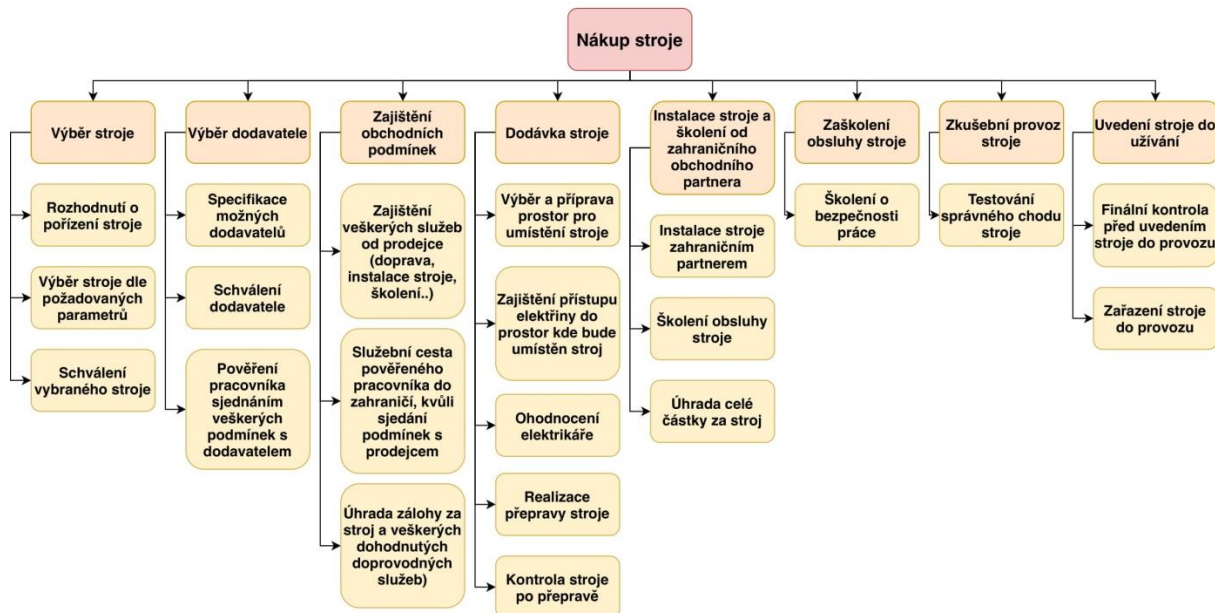 Nákup stroje
Výběr stroje
Rozhodnutí o
pořízení stroje
Výběr stroje dle
požadovaných
parametrů
Schválení
vybraného stroje
Výběr dodavatele
Specifikace
možných
dodavatelů
Schválení
dodavatele
Pověření
pracovníka
sjednáním
veškerých
podmínek s
dodavatelem
Zajištění
obchodních
podmínek
Zajištění
veškerých služeb
od prodejce
(doprava,
instalace stroje,
školení..)
Služební cesta
pověřeného
pracovníka do
zahraničí, kvůli
sjedání
podmínek s
prodejcem
Úhrada zálohy za
stroj a veškerých
dohodnutých
doprovodných
služeb)
Dodávka stroje
Výběr a příprava
prostor pro
umístění stroje
Zajištění přístupu
elektřiny do
prostor kde bude
umístěn stroj
Ohodnocení
elektrikáře
Realizace
přepravy stroje
Kontrola stroje
po přepravě
Instalace stroje a
školení od
zahraničního
obchodního
partnera
Instalace stroje
zahraničním
partnerem
Školení obsluhy
stroje
Úhrada celé
částky za stroj
Zaškolení
obsluhy stroje
Školení o
bezpečnosti
práce
Zkušební provoz
stroje
Testování
správného chodu
stroje
Uvedení stroje do
užívání
Finální kontrola
před uvedením
stroje do provozu
Zařazení stroje
do provozu